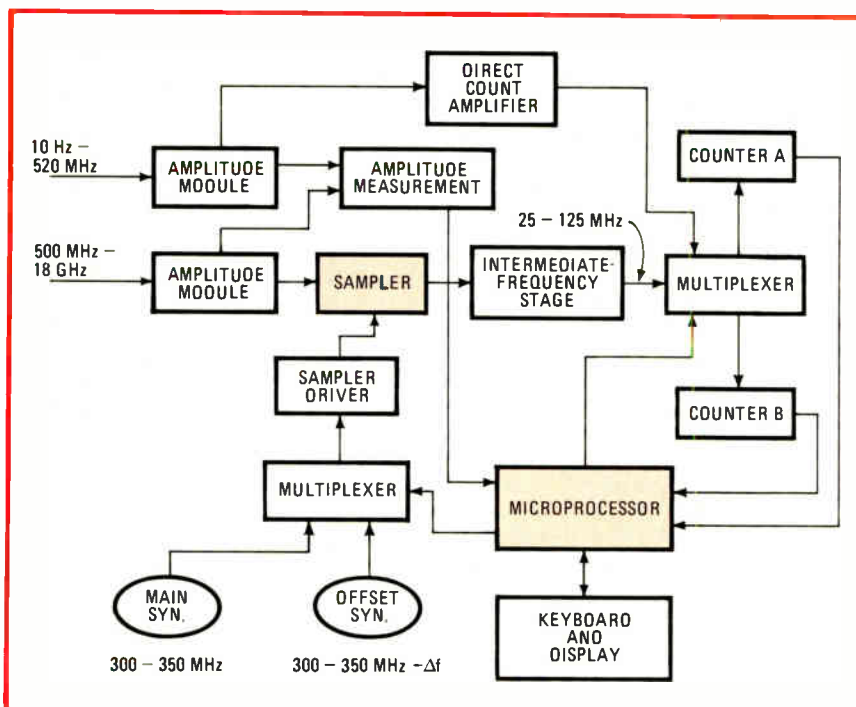 DIRECT
COUNT
AMPLIFIER
10 Hz –
520 MHz
AMPLITUDE
MODULE
AMPLITUDE
MEASUREMENT
COUNTER A
25 – 125 MHz
500 MHz –
18 GHz
AMPLITUDE
MODULE
SAMPLER
INTERMEDIATE-
FREQUENCY
STAGE
MULTIPLEXER
SAMPLER
DRIVER
COUNTER B
MULTIPLEXER
MICROPROCESSOR
MAIN
SYN.
OFFSET
SYN.
KEYBOARD
AND
DISPLAY
300 – 350 MHz
300 – 350 MHz –Δf